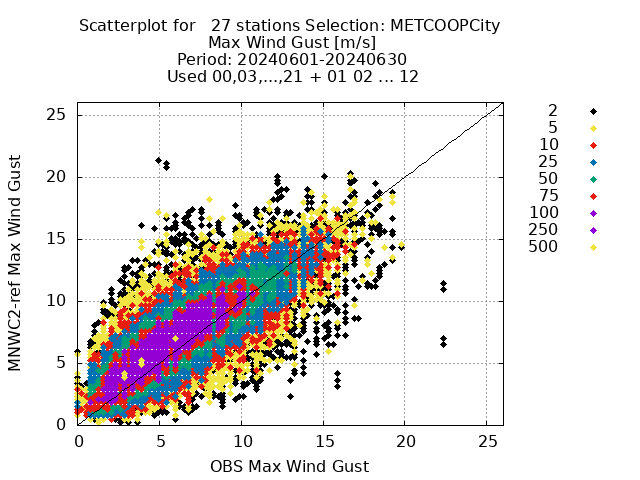 Scatterplot for 27 stations Selection: METCOOPCity
Max Wind Gust [m/s]
Period: 20240601-20240630
Used 00,03,...,21 + 01 02 ... 12
25
20
15
10
5
0
0 5 10 15 20 25
MNWC2-ref Max Wind Gust
OBS Max Wind Gust
2
5
10
25
50
75
100
250
500